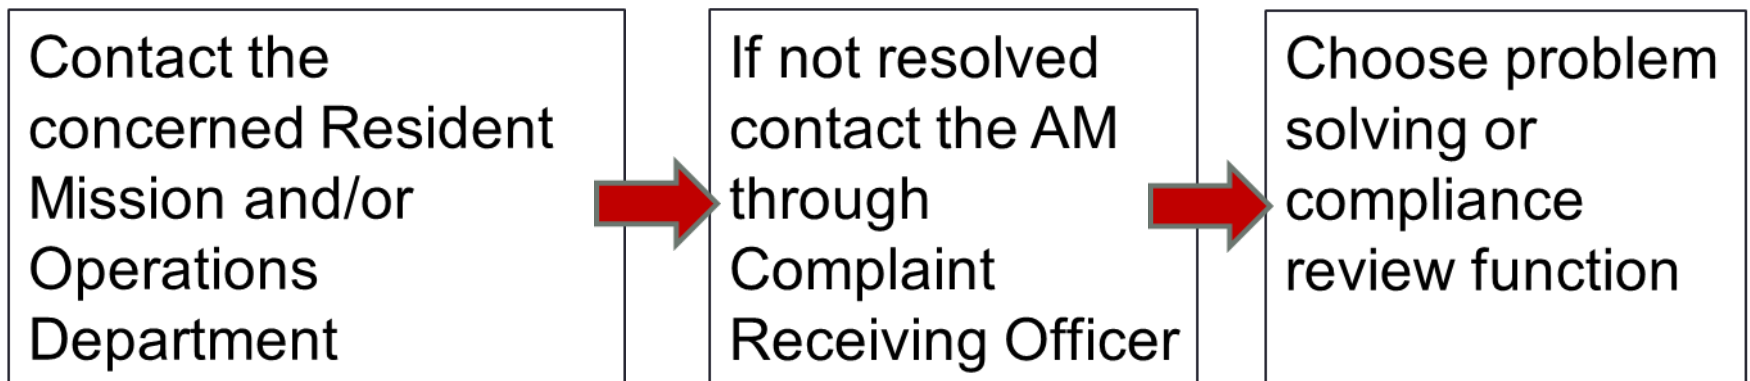 Contact the
concerned Resident
Mission and/or
Operations
Department
If not resolved
contact the AM
through
Complaint
Receiving Officer
Choose problem
solving or
compliance
review function